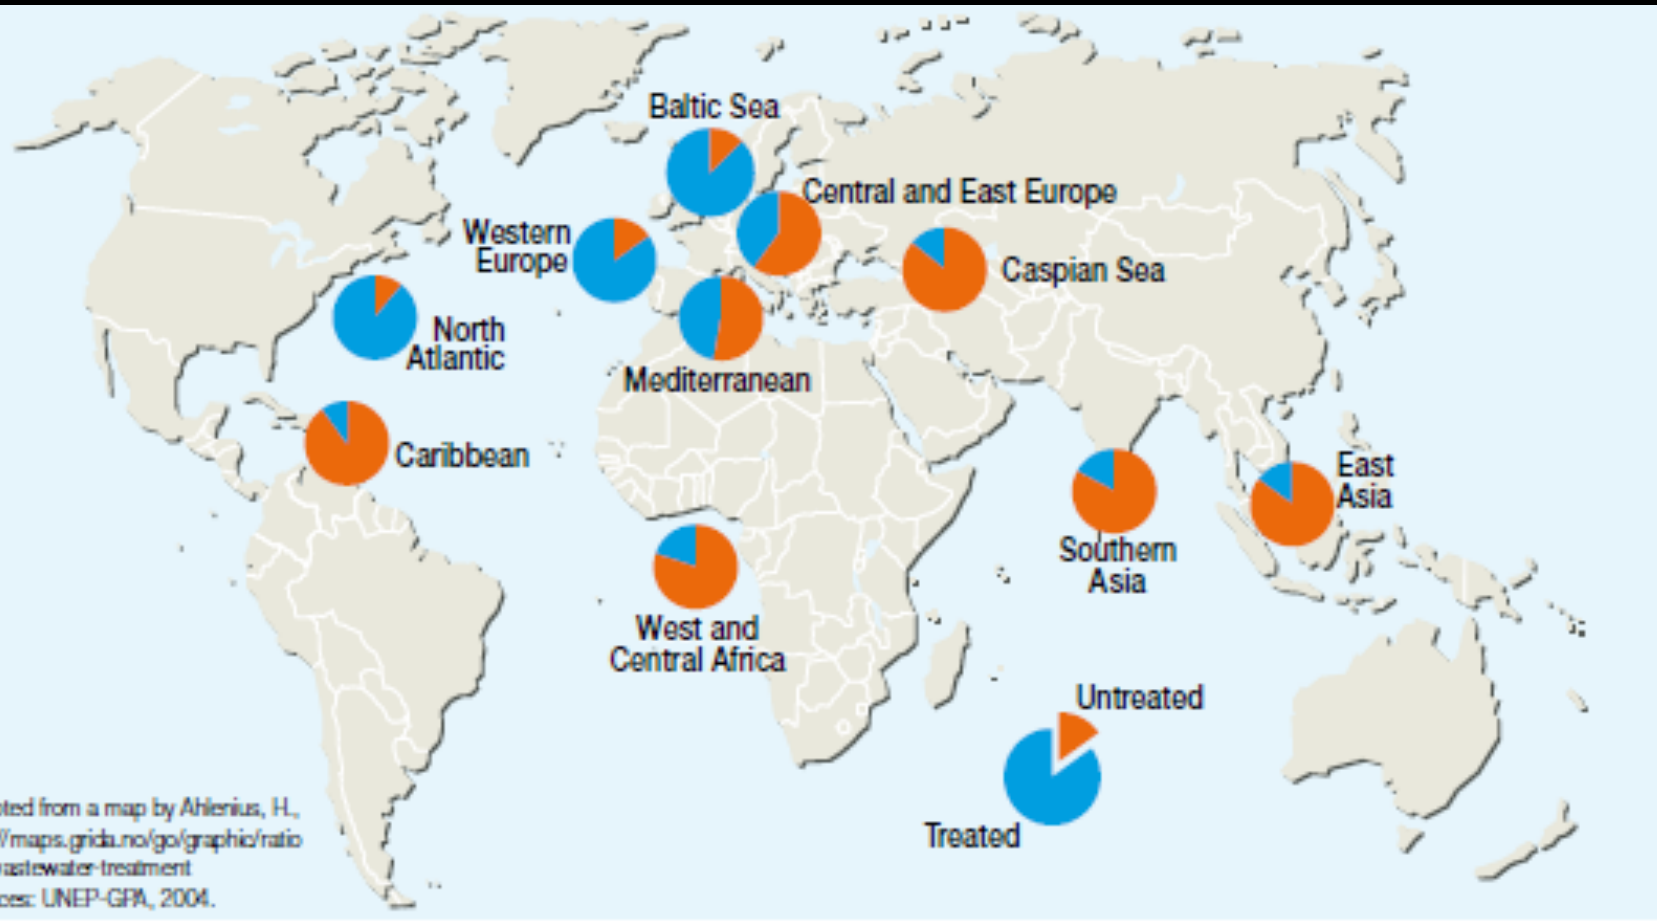 Baltic Sea
Central and East Europe
Western
Europe
Caspian Sea
North
Atlantic
Mediterranean
Caribbean
East
Asia
Southern
Asia
West and
Central Africa
Untreated
Treated
oted from a map by Ahlenius, H.,
//maps.grida.no/go/graphic/ratio
wastewater-treatment
ces: UNEP-GPA, 2004.